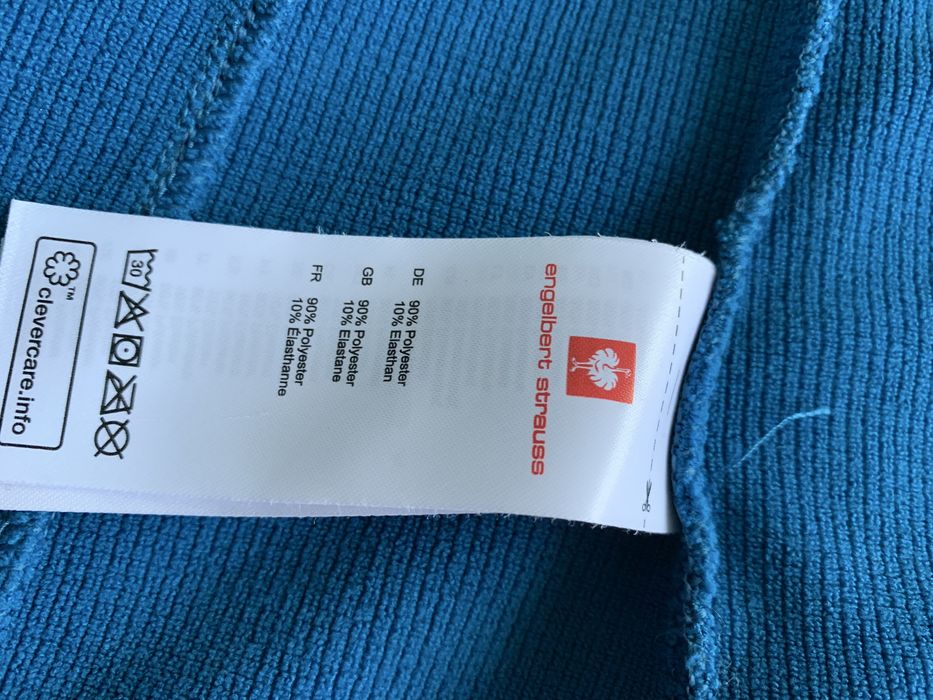 engelbert strauss
DE 90% Polyester
10% Elasthan
GB 90% Polyester
10% Elastane
FR 90% Polyester
10% Élasthanne
30
clevercare.info™